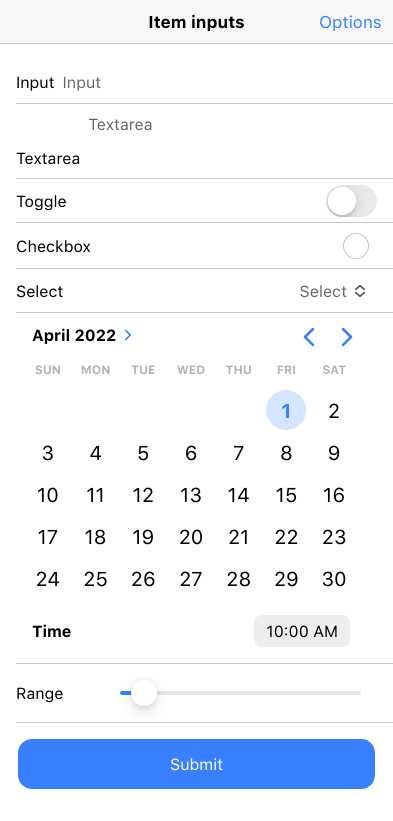 Item inputs Options
Input Input
Textarea
Textarea
Toggle
Checkbox
Select Select
April 2022
SUN MON TUE WED THU FRI SAT
1 2
3 4 5 6 7 8 9
10 11 12 13 14 15 16
17 18 19 20 21 22 23
24 25 26 27 28 29 30
Time 10:00 AM
Range
Submit